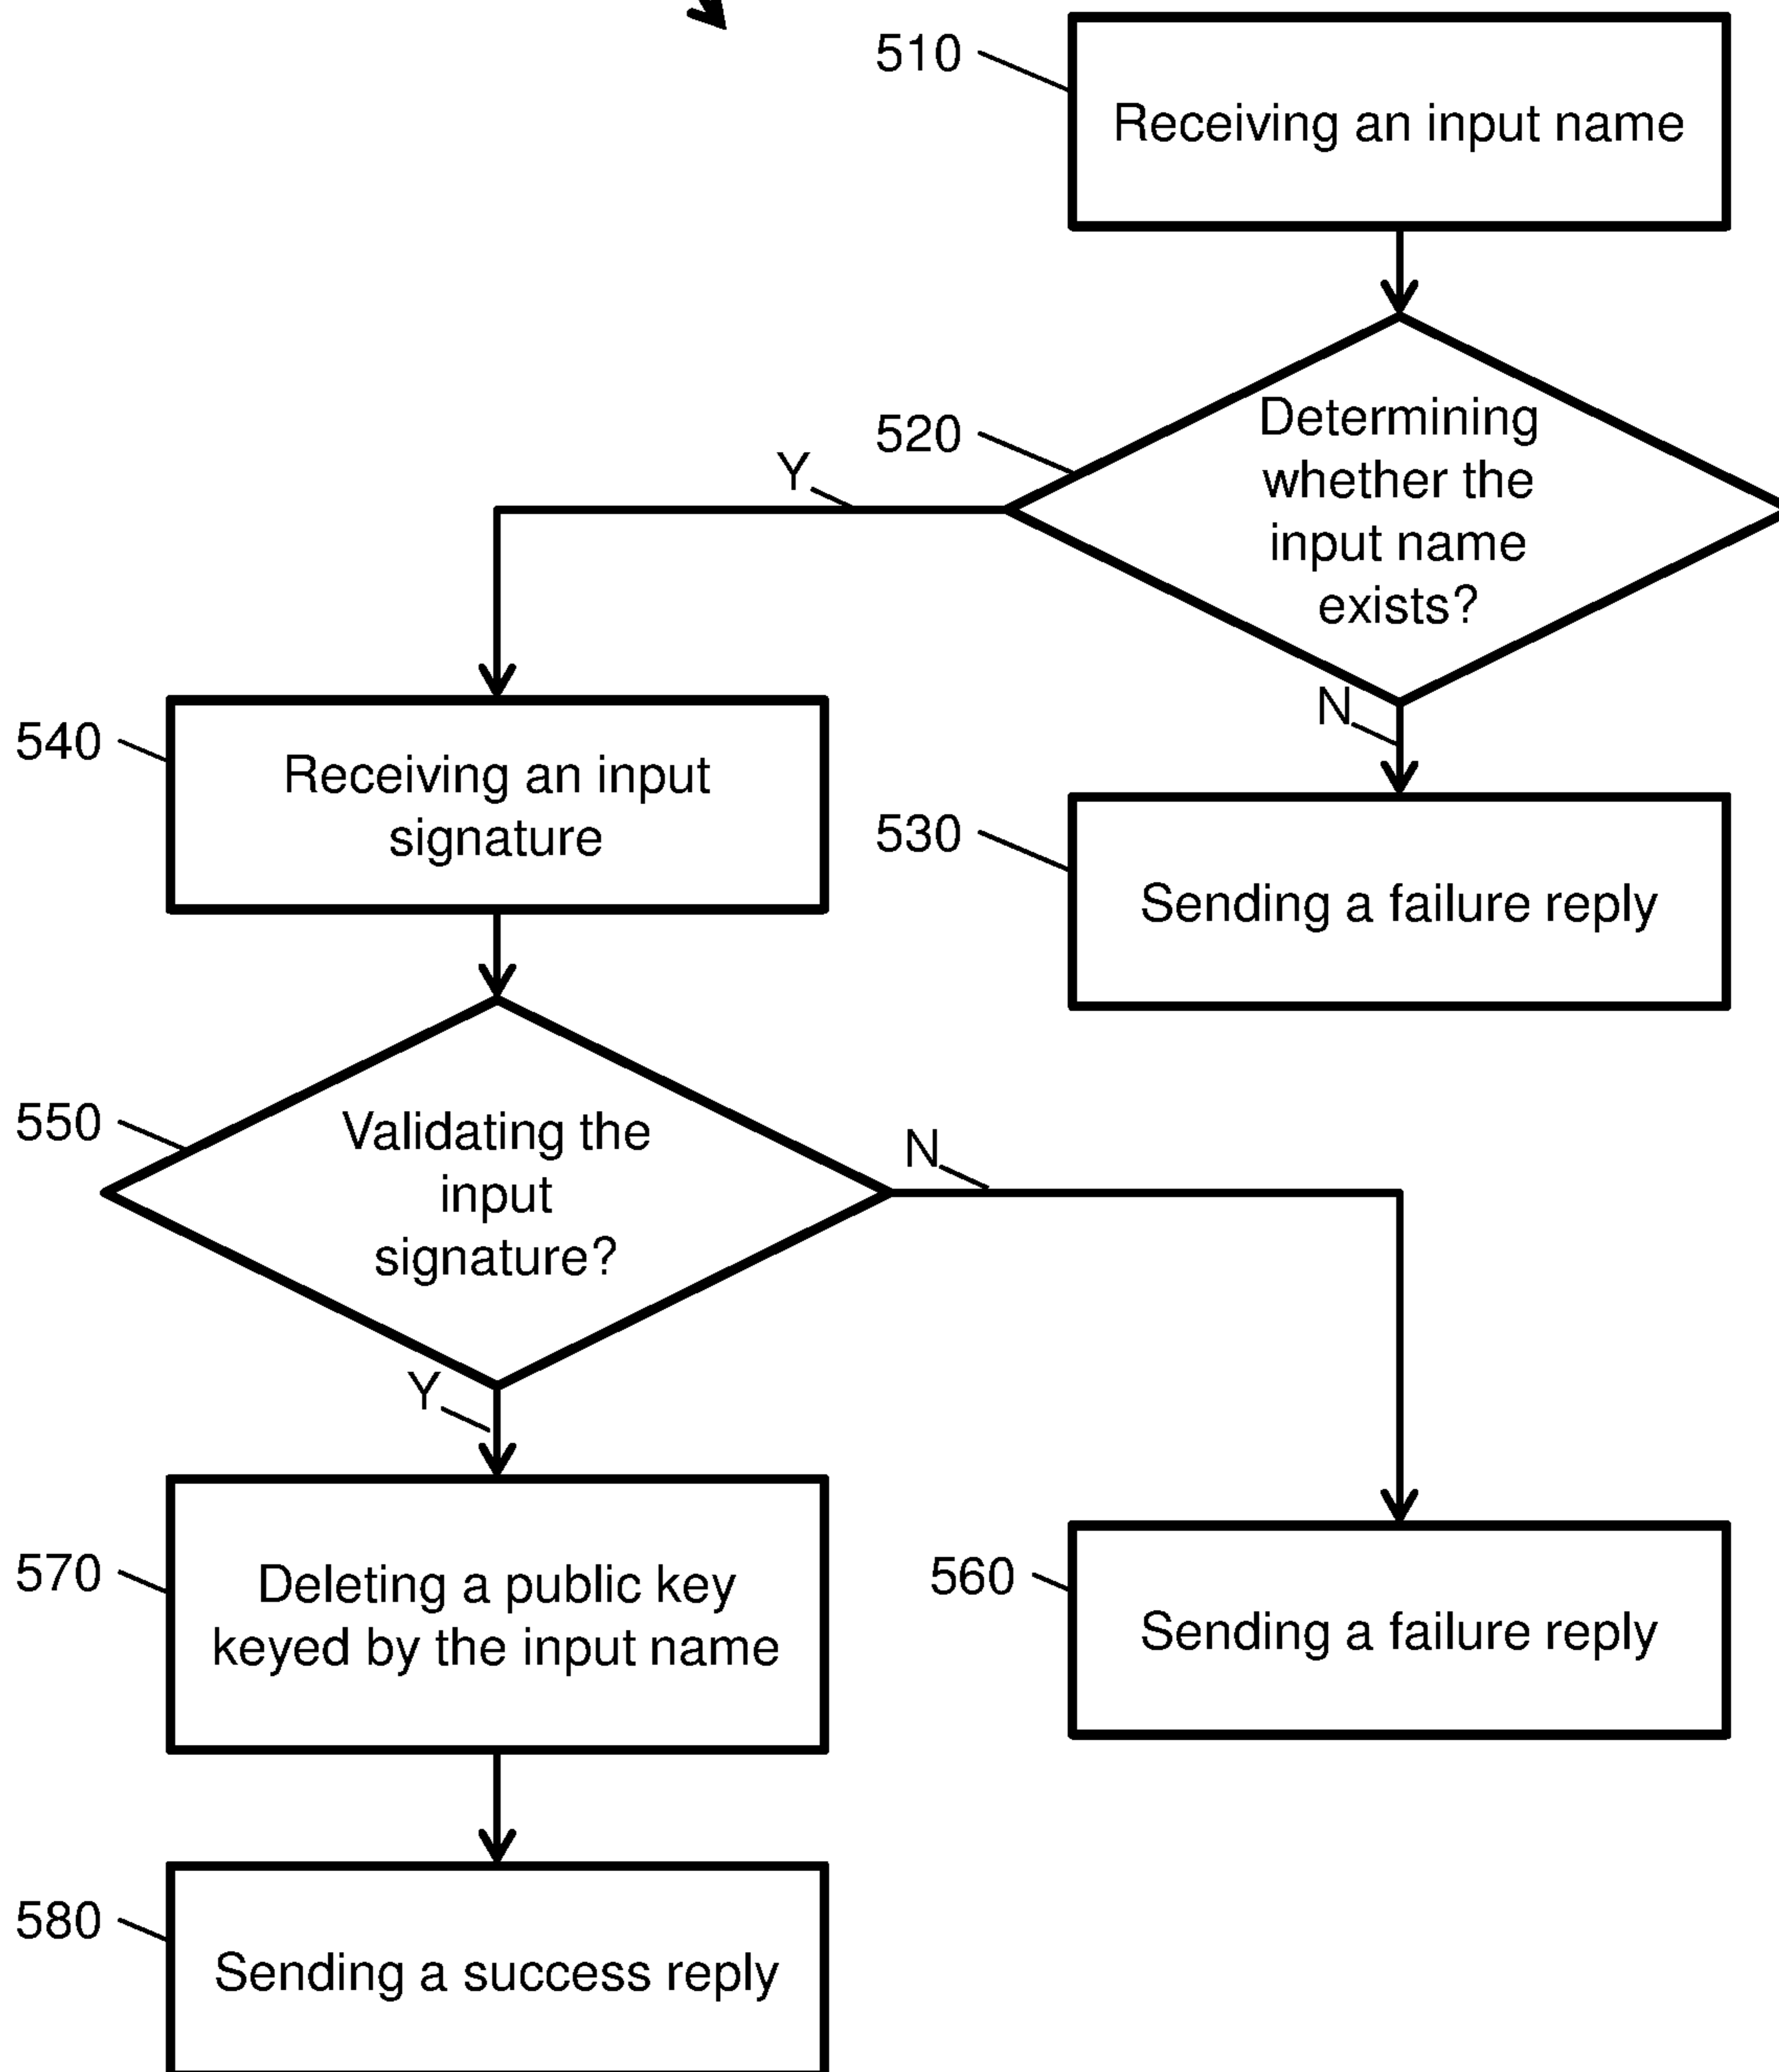 510
Receiving an input name
520
Determining
whether the
input name
exists?
Y
N
540
Receiving an input
signature
530
Sending a failure reply
550
Validating the
input
signature?
N
Y
570
Deleting a public key
keyed by the input name
560
Sending a failure reply
580
Sending a success reply